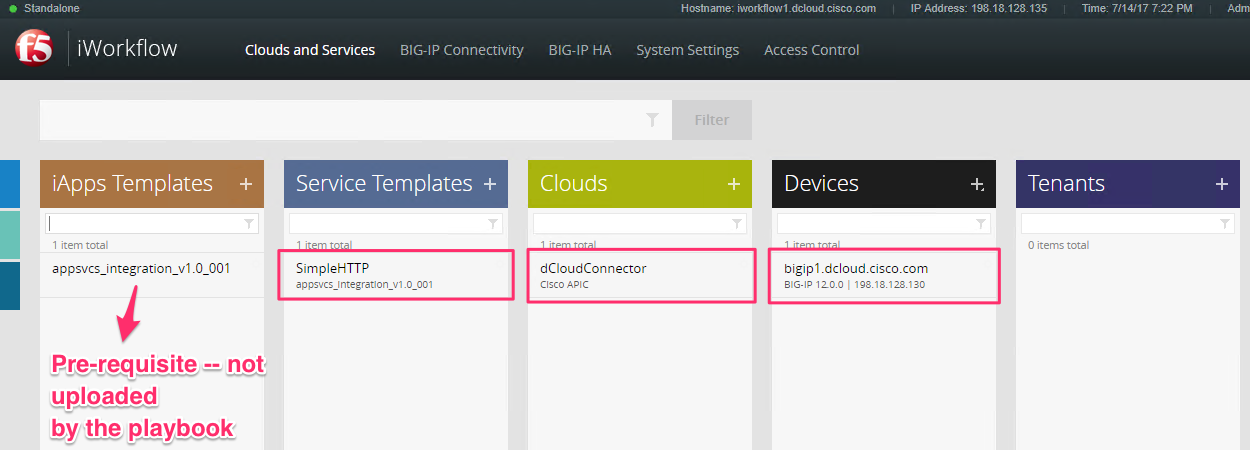 Standalone
Hostname: iworkflow1.dcloud.cisco.com
IP Address: 198.18.128.135
Time: 7/14/17 7:22 PM
Adm
f5
iWorkflow
Clouds and Services
BIG-IP Connectivity
BIG-IP HA
System Settings
Access Control
Filter
iApps Templates +
1 item total
appsvcs_integration_v1.0_001
Pre-requisite -- not
uploaded
by the playbook
Service Templates +
1 item total
SimpleHTTP
appsvcs_integration_v1.0_001
Clouds +
1 item total
dCloudConnector
Cisco APIC
Devices +
1 item total
bigip1.dcloud.cisco.com
BIG-IP 12.0.0 | 198.18.128.130
Tenants +
0 items total